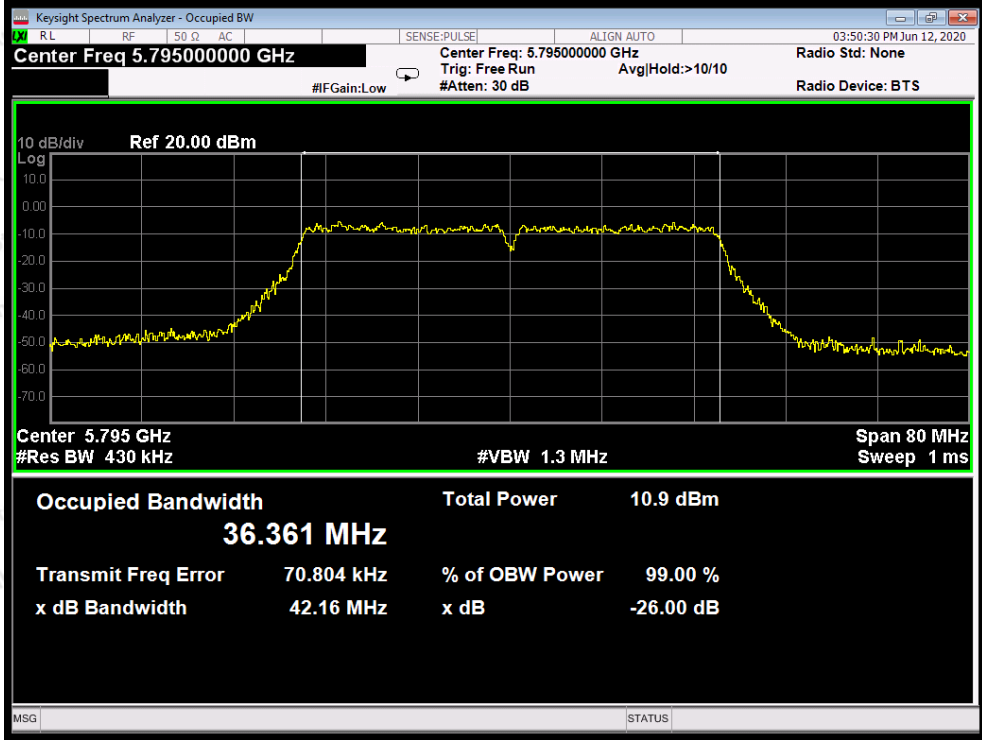 Keysight Spectrum Analyzer - Occupied BW
LXI RL RF 50 Ω AC SENSE:PULSE ALIGN AUTO 03:50:30 PM Jun 12, 2020
Center Freq 5.795000000 GHz
Center Freq: 5.795000000 GHz
Radio Std: None
Trig: Free Run Avg|Hold:>10/10
#IFGain:Low
#Atten: 30 dB
Radio Device: BTS
10 dB/div Ref 20.00 dBm
Log
10.0
0.00
-10.0
-20.0
-30.0
-40.0
-50.0
-60.0
-70.0
Center 5.795 GHz Span 80 MHz
#Res BW 430 kHz #VBW 1.3 MHz Sweep 1 ms
Occupied Bandwidth Total Power 10.9 dBm
36.361 MHz
Transmit Freq Error 70.804 kHz % of OBW Power 99.00 %
x dB Bandwidth 42.16 MHz x dB -26.00 dB
MSG STATUS